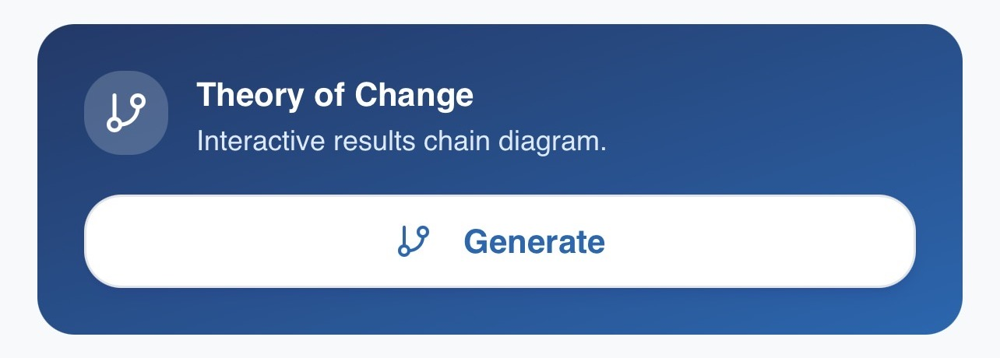 Theory of Change
Interactive results chain diagram.
Generate